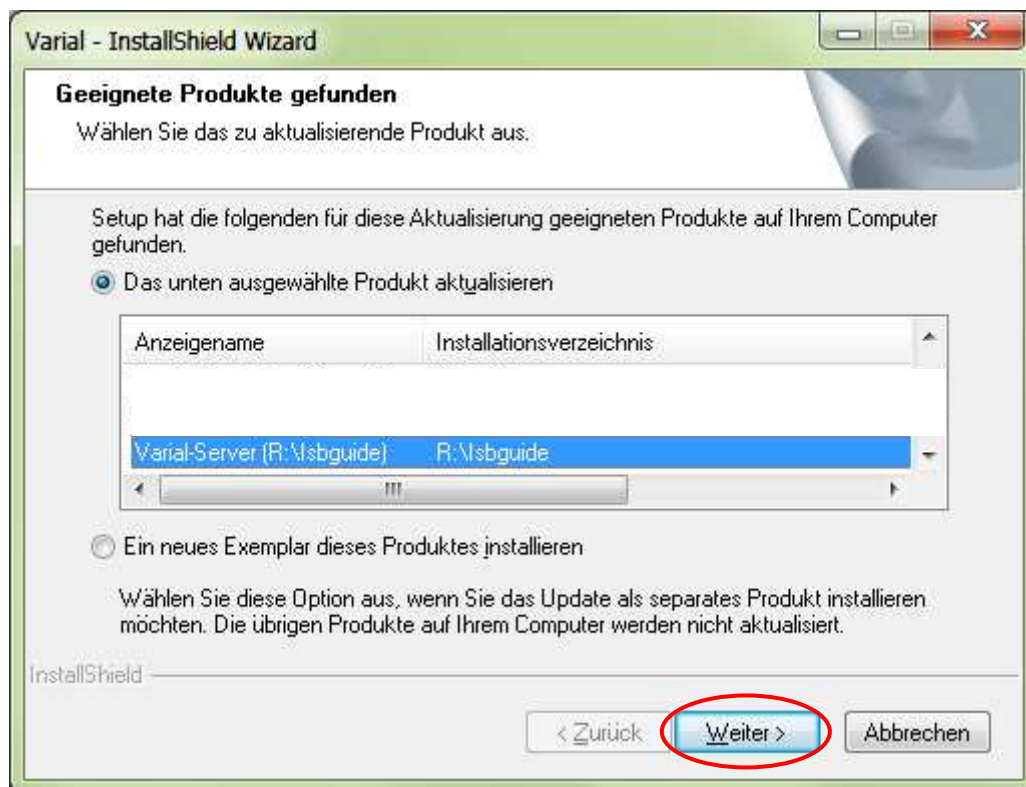 Varial - InstallShield Wizard
Geeignete Produkte gefunden
Wählen Sie das zu aktualisierende Produkt aus.
Setup hat die folgenden für diese Aktualisierung geeigneten Produkte auf Ihrem Computer
gefunden.
Das unten ausgewählte Produkt aktualisieren
Anzeigename Installationsverzeichnis
Varial-Server (R:\lsbguide) R:\lsbguide
Ein neues Exemplar dieses Produktes installieren
Wählen Sie diese Option aus, wenn Sie das Update als separates Produkt installieren
möchten. Die übrigen Produkte auf Ihrem Computer werden nicht aktualisiert.
InstallShield
< Zurück Weiter > Abbrechen